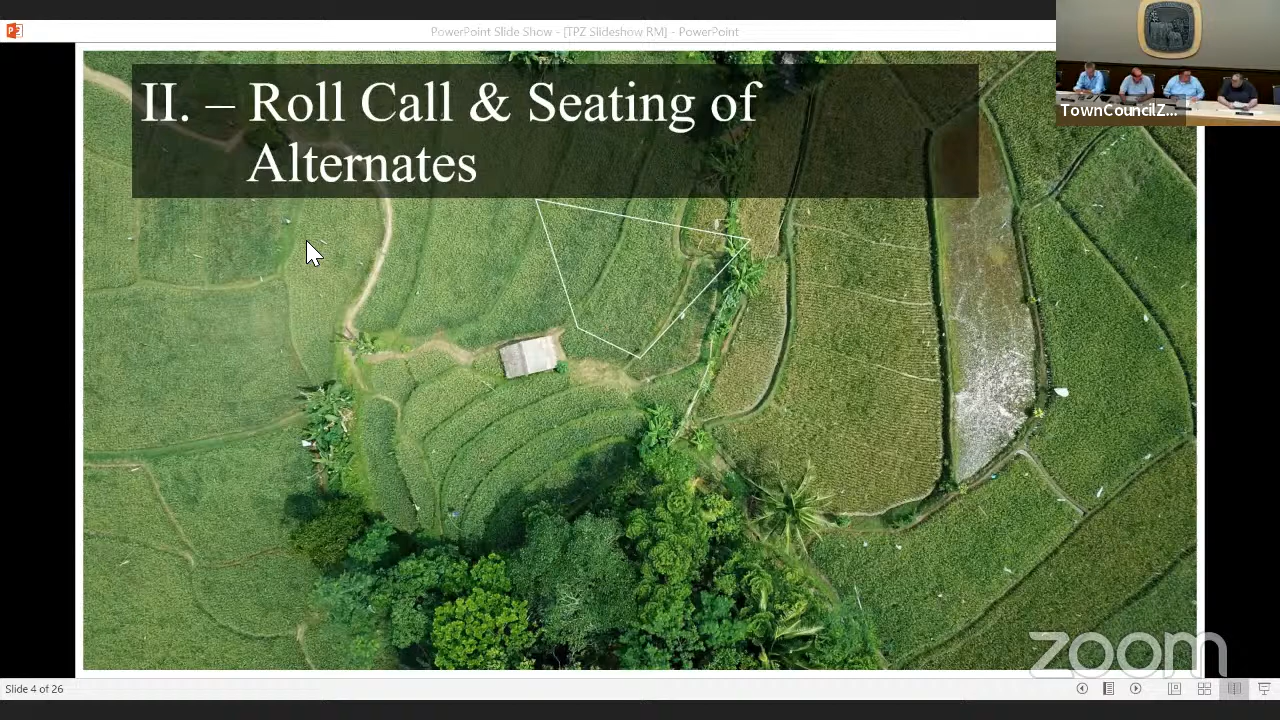 PowerPoint Slide Show - [TPZ Slideshow RM] - PowerPoint
TownCouncilZ...
II. – Roll Call & Seating of
Alternates
zoom
Slide 4 of 26